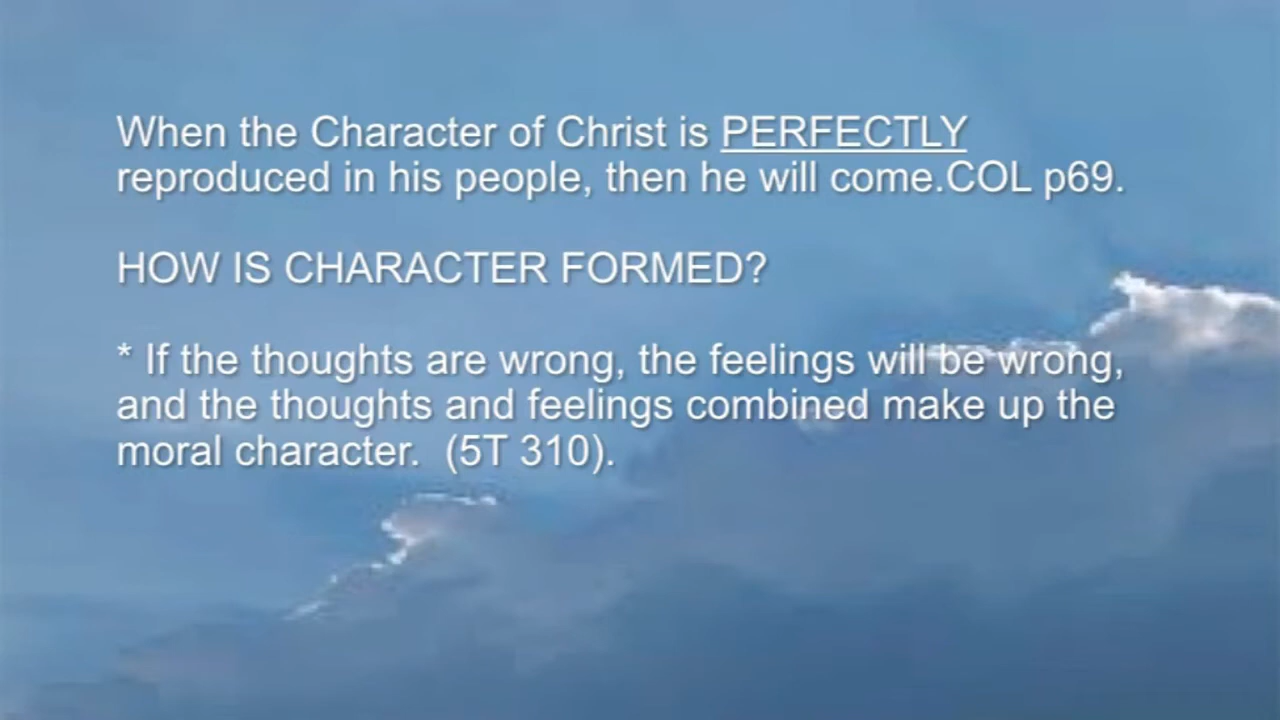 When the Character of Christ is PERFECTLY
reproduced in his people, then he will come.COL p69.
HOW IS CHARACTER FORMED?
* If the thoughts are wrong, the feelings will be wrong,
and the thoughts and feelings combined make up the
moral character.  (5T 310).